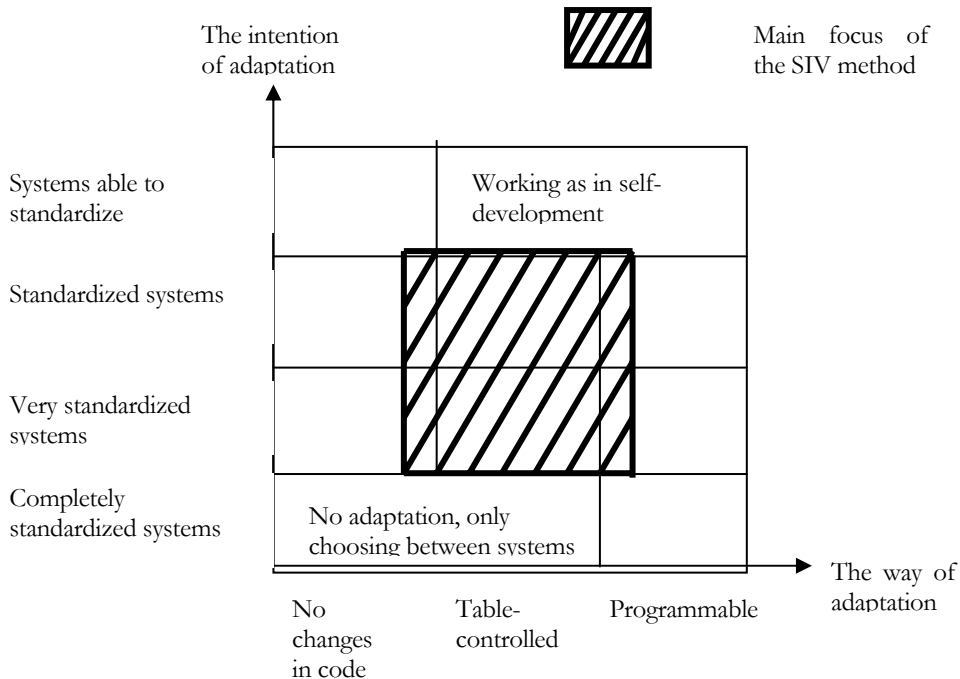 The intention
of adaptation
Main focus of
the SIV method
Systems able to
standardize
Working as in self-
development
Standardized systems
Very standardized
systems
Completely
standardized systems
No adaptation, only
choosing between systems
The way of
adaptation
No
changes
in code
Table-
controlled
Programmable